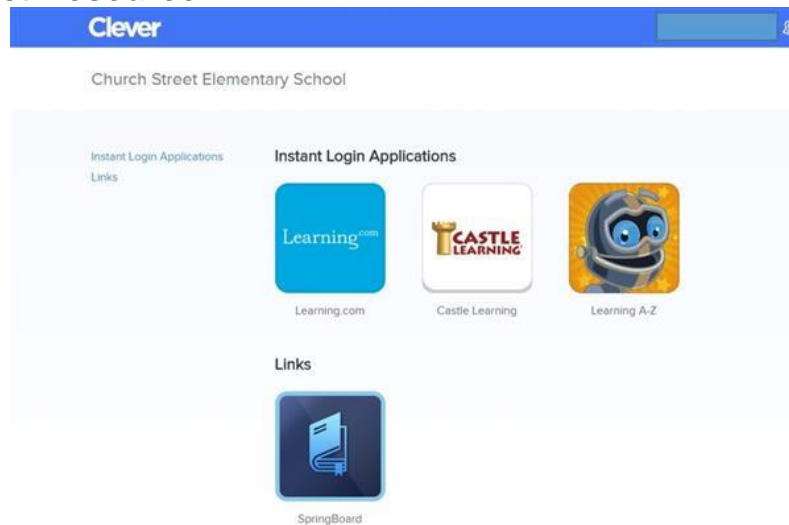 Clever
Church Street Elementary School
Instant Login Applications
Links
Instant Login Applications
Learning.com
CASTLE
LEARNING
Learning.com
Castle Learning
Learning A-Z
Links
SpringBoard